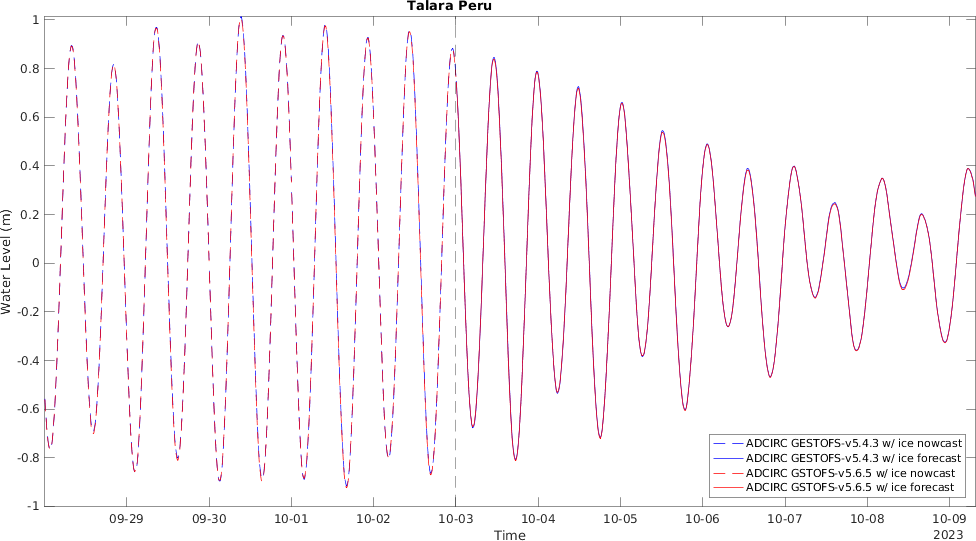 Talara Peru
1
0.8
0.6
0.4
0.2
0
-0.2
-0.4
-0.6
-0.8
-1
Water Level (m)
ADCIRC GESTOFS-v5.4.3 w/ ice nowcast
ADCIRC GESTOFS-v5.4.3 w/ ice forecast
ADCIRC GSTOFS-v5.6.5 w/ ice nowcast
ADCIRC GSTOFS-v5.6.5 w/ ice forecast
09-29 09-30 10-01 10-02 10-03 10-04 10-05 10-06 10-07 10-08 10-09
2023
Time